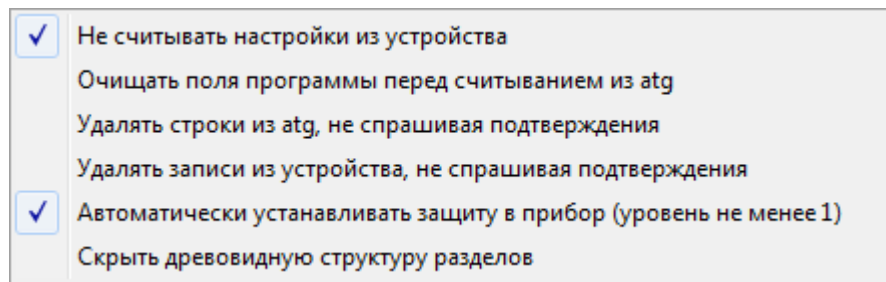 Не считывать настройки из устройства
Очищать поля программы перед считыванием из atg
Удалять строки из atg, не спрашивая подтверждения
Удалять записи из устройства, не спрашивая подтверждения
Автоматически устанавливать защиту в прибор (уровень не менее 1)
Скрыть древовидную структуру разделов